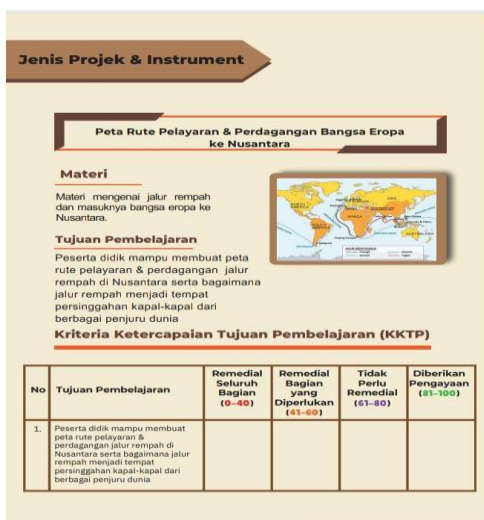 Jenis Projek & Instrument
Peta Rute Pelayaran & Perdagangan Bangsa Eropa
ke Nusantara
Materi
Materi mengenai jalur rempah
dan masuknya bangsa eropa ke
Nusantara.
Tujuan Pembelajaran
Peserta didik mampu membuat peta
rute pelayaran & perdagangan jalur
rempah di Nusantara serta bagaimana
jalur rempah menjadi tempat
persinggahan kapal-kapal dari
berbagai penjuru dunia
Kriteria Ketercapaian Tujuan Pembelajaran (KKTP)
No
Tujuan Pembelajaran
Remedial
Seluruh
Bagian
(0-40)
Remedial
Bagian
yang
Diperlukan
(41-60)
Tidak
Perlu
Remedial
(61-80)
Diberikan
Pengayaan
(81-100)
1.
Peserta didik mampu membuat
peta rute pelayaran &
perdagangan jalur rempah di
Nusantara serta bagaimana jalur
rempah menjadi tempat
persinggahan kapal-kapal dari
berbagai penjuru dunia